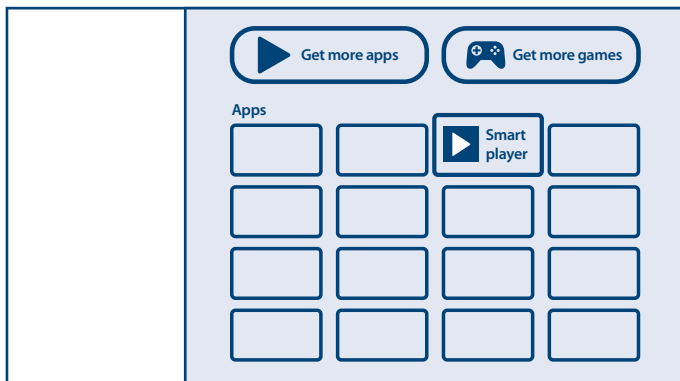 Get more apps
Get more games
Apps
Smart
player